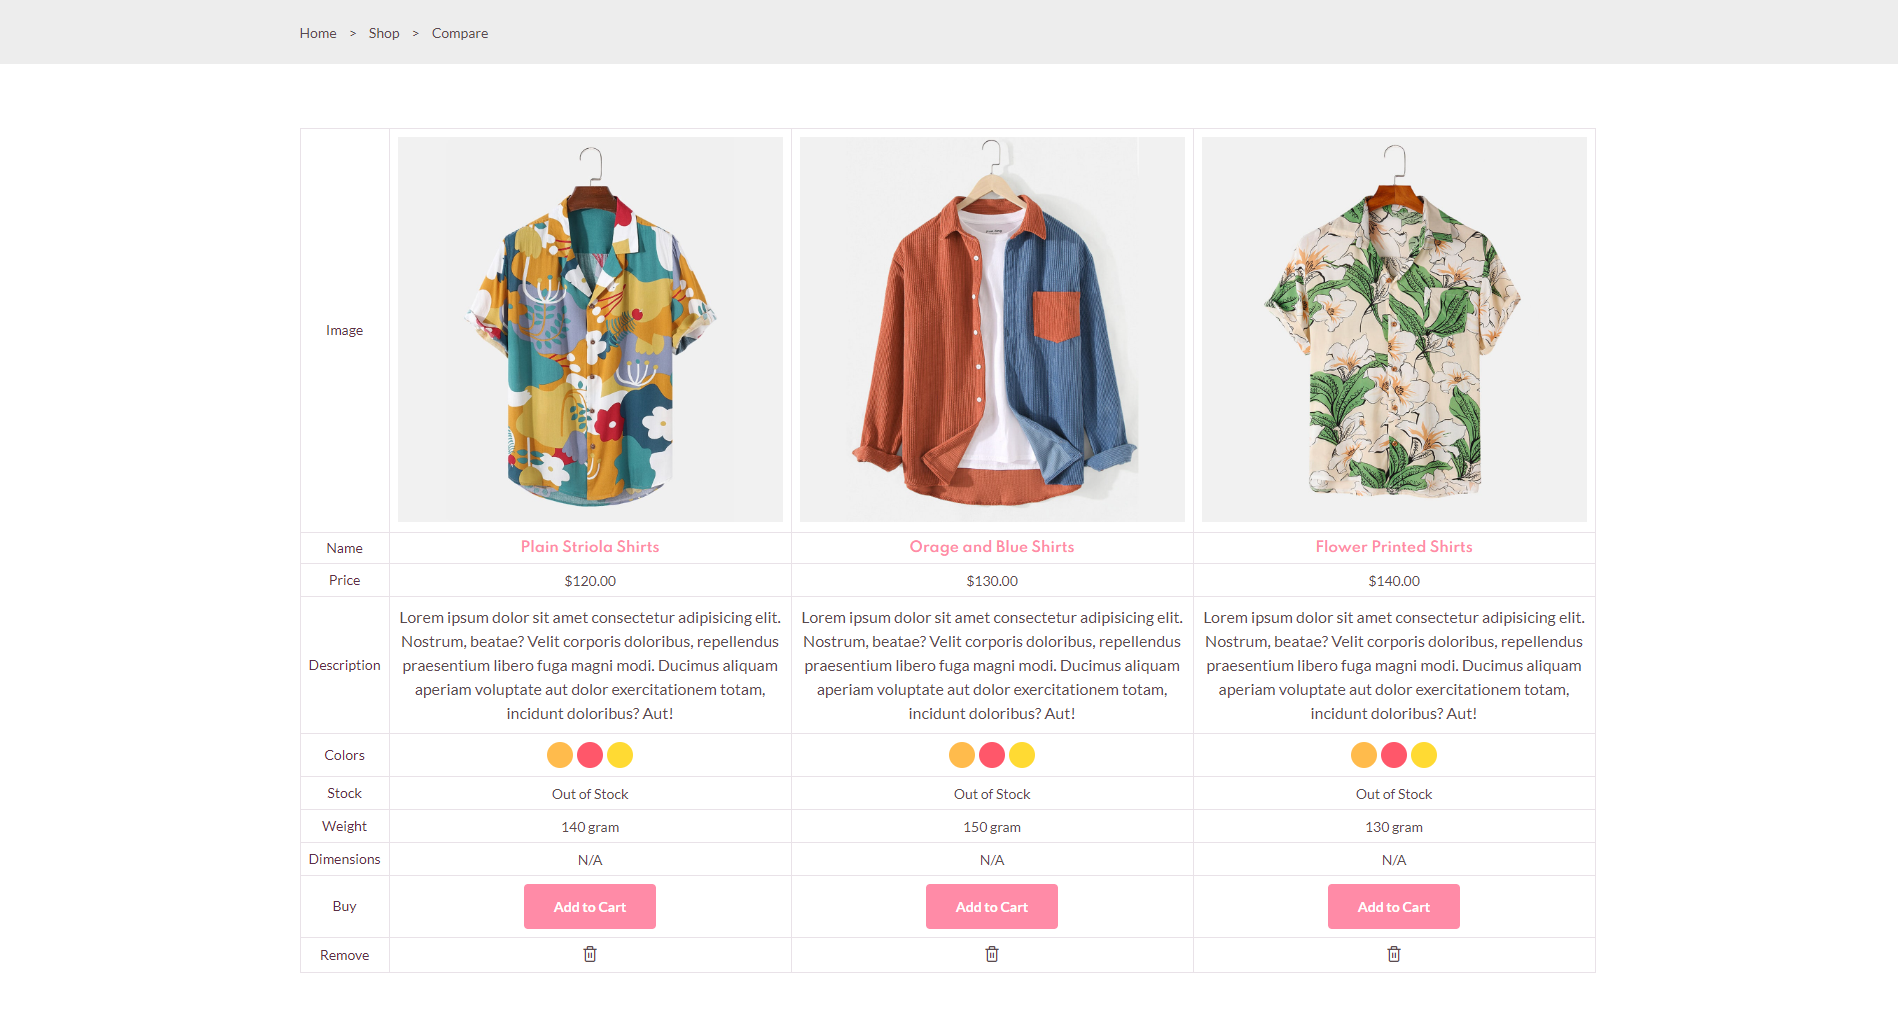 Home > Shop > Compare
Image
Name Plain Striola Shirts Orage and Blue Shirts Flower Printed Shirts
Price $120.00 $130.00 $140.00
Description
Lorem ipsum dolor sit amet consectetur adipisicing elit.
Nostrum, beatae? Velit corporis doloribus, repellendus
praesentium libero fuga magni modi. Ducimus aliquam
aperiam voluptate aut dolor exercitationem totam,
incidunt doloribus? Aut!
Lorem ipsum dolor sit amet consectetur adipisicing elit.
Nostrum, beatae? Velit corporis doloribus, repellendus
praesentium libero fuga magni modi. Ducimus aliquam
aperiam voluptate aut dolor exercitationem totam,
incidunt doloribus? Aut!
Lorem ipsum dolor sit amet consectetur adipisicing elit.
Nostrum, beatae? Velit corporis doloribus, repellendus
praesentium libero fuga magni modi. Ducimus aliquam
aperiam voluptate aut dolor exercitationem totam,
incidunt doloribus? Aut!
Colors
Stock Out of Stock Out of Stock Out of Stock
Weight 140 gram 150 gram 130 gram
Dimensions N/A N/A N/A
Buy Add to Cart Add to Cart Add to Cart
Remove